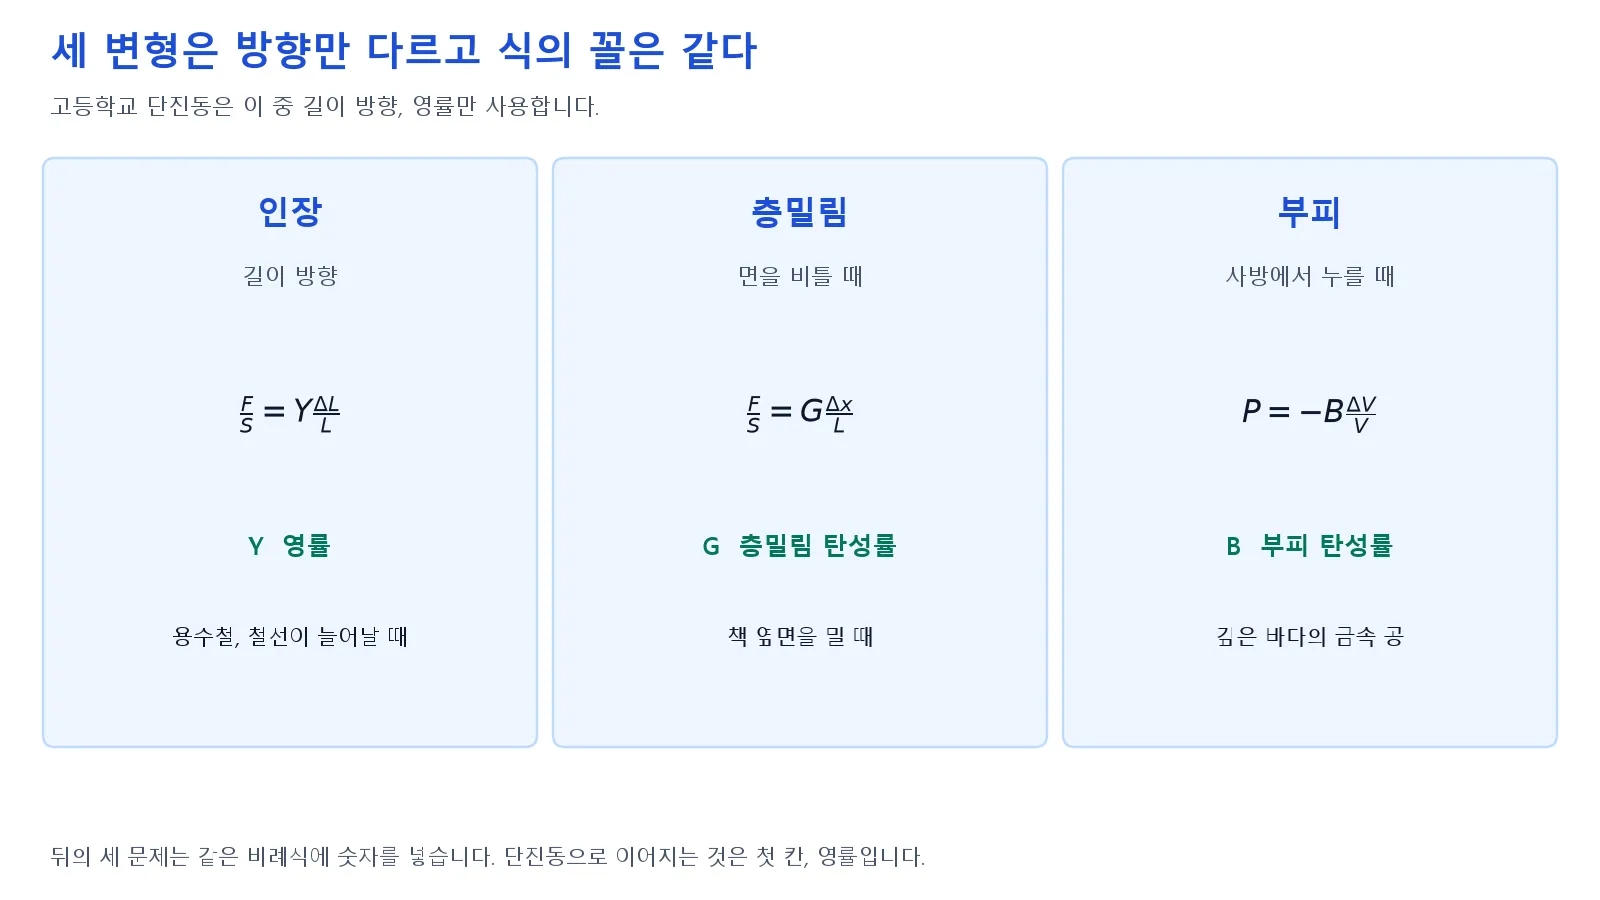 세 변형은 방향만 다르고 식의 꼴은 같다
고등학교 단진동은 이 중 길이 방향, 영률만 사용합니다.
인장
길이 방향
F/S = Y ΔL/L
Y 영률
용수철, 철선이 늘어날 때
층밀림
면을 비틀 때
F/S = G Δx/L
G 층밀림 탄성률
책 옆면을 밀 때
부피
사방에서 누를 때
P = −B ΔV/V
B 부피 탄성률
깊은 바다의 금속 공
뒤의 세 문제는 같은 비례식에 숫자를 넣습니다. 단진동으로 이어지는 것은 첫 칸, 영률입니다.